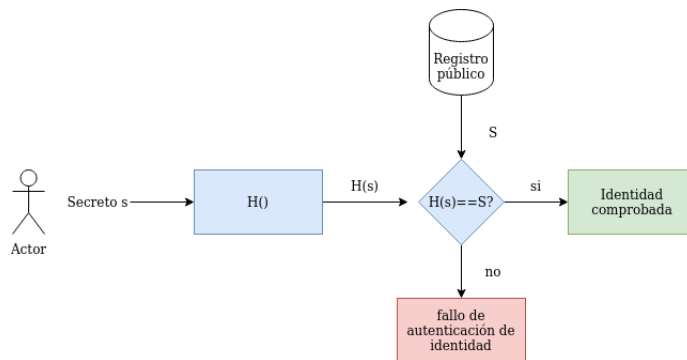 Registro
público
S
Actor
Secreto s
H()
H(s)
H(s)==S?
si
Identidad
comprobada
no
fallo de
autenticación de
identidad